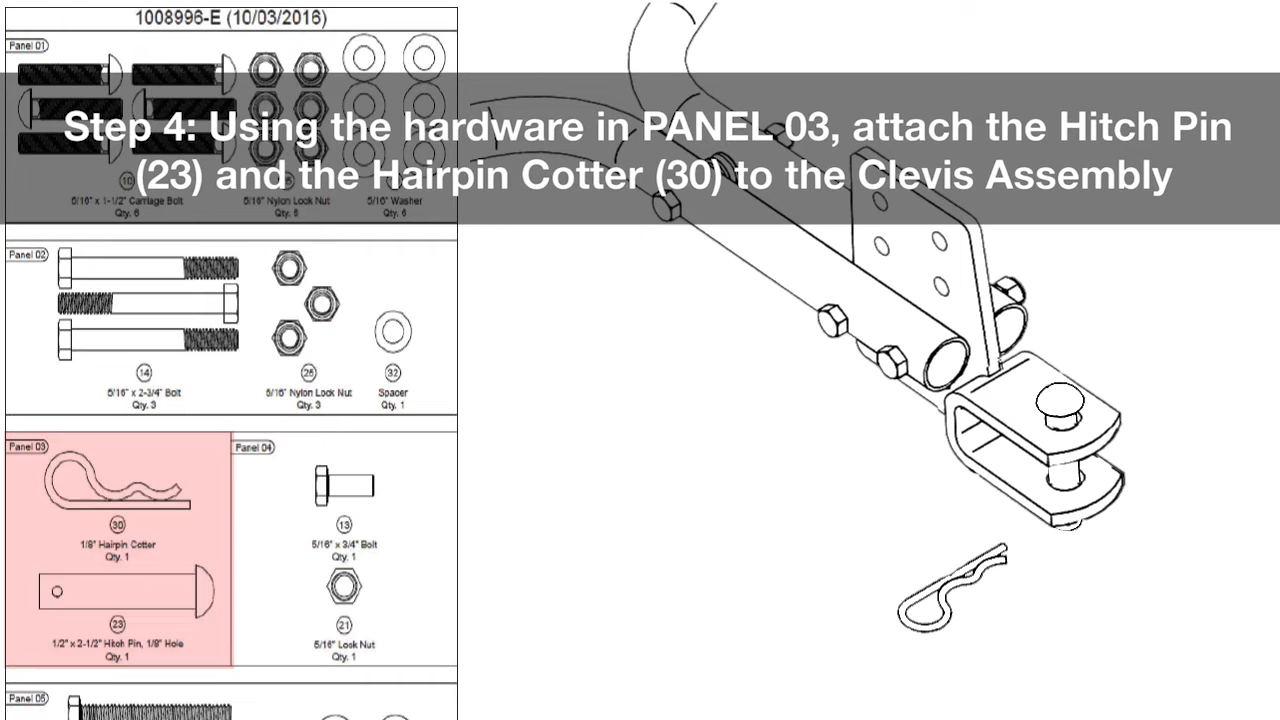 1008996-E (10/03/2016)
Panel 01
Step 4: Using the hardware in PANEL 03, attach the Hitch Pin
(23) and the Hairpin Cotter (30) to the Clevis Assembly
5/16" x 1-1/2" Carriage Bolt
Qty. 6
5/16" Nylon Lock Nut
Qty. 6
5/16" Washer
Qty. 6
Panel 02
14
5/16" x 2-3/4" Bolt
Qty. 3
25
5/16" Nylon Lock Nut
Qty. 3
32
Spacer
Qty. 1
Panel 03
30
1/8" Hairpin Cotter
Qty. 1
23
1/2" x 2-1/2" Hitch Pin, 1/8" Hole
Qty. 1
Panel 04
13
5/16" x 3/4" Bolt
Qty. 1
21
5/16" Lock Nut
Qty. 1
Panel 05